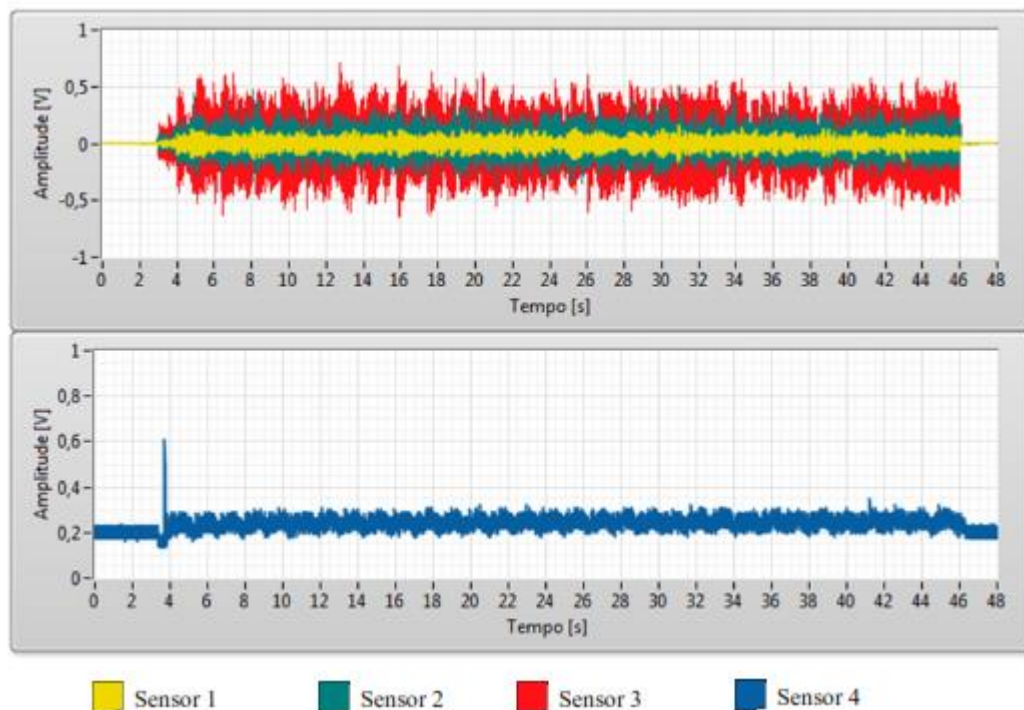 1
0,5
0
-0,5
-1
Amplitude [V]
0 2 4 6 8 10 12 14 16 18 20 22 24 26 28 30 32 34 36 38 40 42 44 46 48
Tempo [s]
1
0,8
0,6
0,4
0,2
0
Amplitude [V]
0 2 4 6 8 10 12 14 16 18 20 22 24 26 28 30 32 34 36 38 40 42 44 46 48
Tempo [s]
Sensor 1 Sensor 2 Sensor 3 Sensor 4